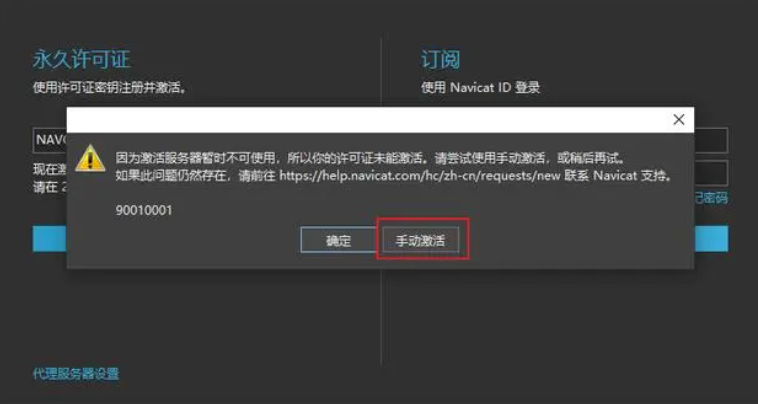 永久许可证
订阅
使用许可证密钥注册并激活。
使用 Navicat ID 登录
因为激活服务器暂时不可使用，所以你的许可证未能激活。请尝试使用手动激活，或稍后再试。
如果此问题仍然存在，请前往 https://help.navicat.com/hc/zh-cn/requests/new 联系 Navicat 支持。
90010001
确定
手动激活
NAV
现在激
请在 2
密码
代理服务器设置